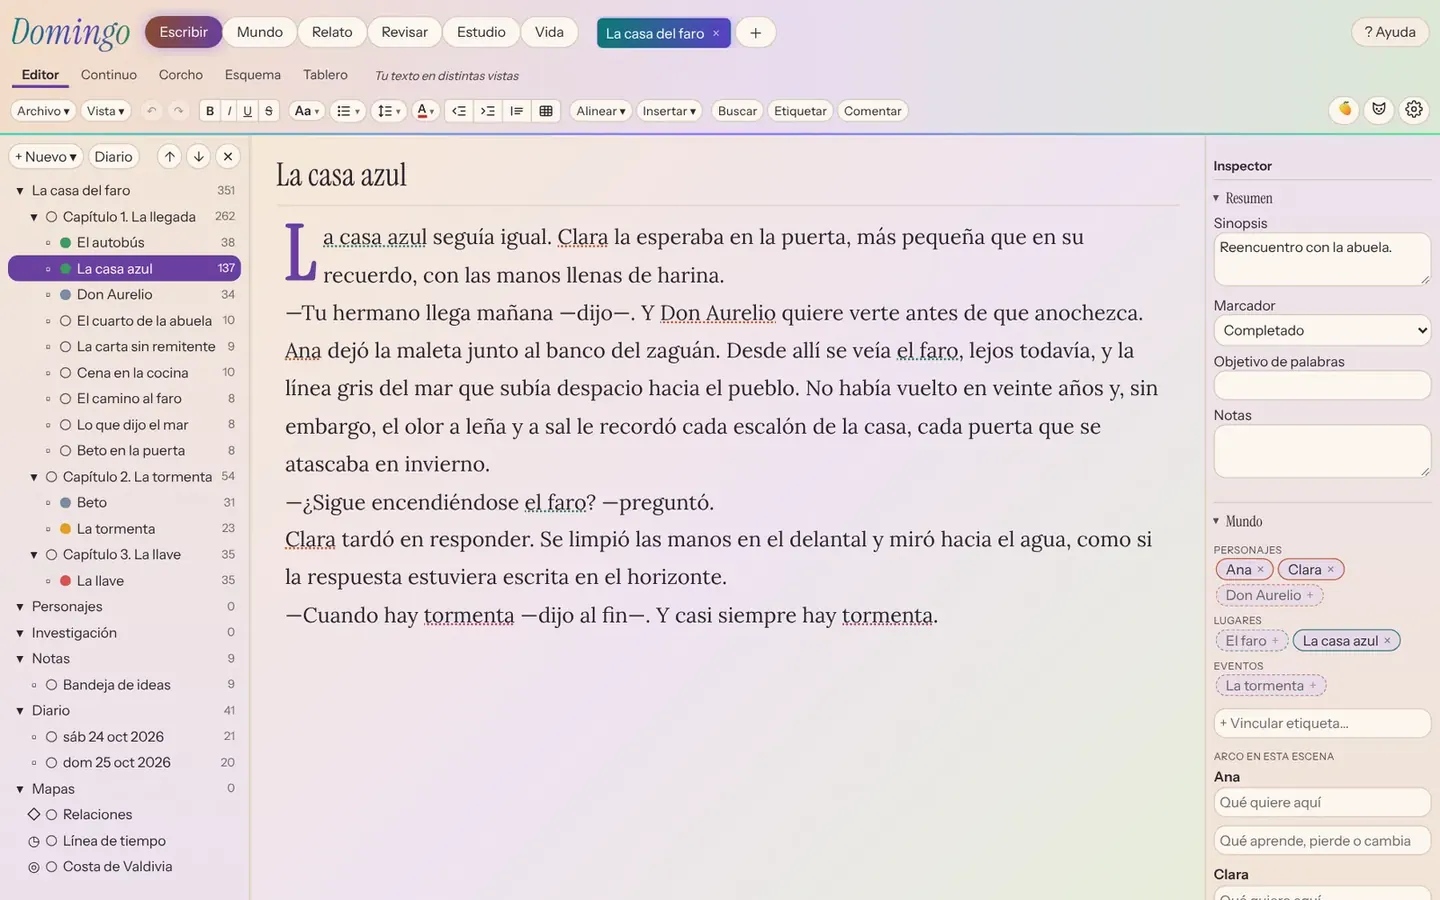 Domingo
Escribir
Mundo
Relato
Revisar
Estudio
Vida
La casa del faro ×
+
? Ayuda
Editor
Continuo
Corcho
Esquema
Tablero
Tu texto en distintas vistas
Archivo ▾
Vista ▾
B
I
U
S
Aa ▾
A ▾
Alinear ▾
Insertar ▾
Buscar
Etiquetar
Comentar
+ Nuevo ▾
Diario
↑
↓
✕
La casa del faro 351
Capítulo 1. La llegada 262
El autobús 38
La casa azul 137
Don Aurelio 34
El cuarto de la abuela 10
La carta sin remitente 9
Cena en la cocina 10
El camino al faro 8
Lo que dijo el mar 8
Beto en la puerta 8
Capítulo 2. La tormenta 54
Beto 31
La tormenta 23
Capítulo 3. La llave 35
La llave 35
Personajes 0
Investigación 0
Notas 9
Bandeja de ideas 9
Diario 41
sáb 24 oct 2026 21
dom 25 oct 2026 20
Mapas 0
Relaciones
Línea de tiempo
Costa de Valdivia
La casa azul
La casa azul seguía igual. Clara la esperaba en la puerta, más pequeña que en su
recuerdo, con las manos llenas de harina.
—Tu hermano llega mañana —dijo—. Y Don Aurelio quiere verte antes de que anochezca.
Ana dejó la maleta junto al banco del zaguán. Desde allí se veía el faro, lejos todavía, y la
línea gris del mar que subía despacio hacia el pueblo. No había vuelto en veinte años y, sin
embargo, el olor a leña y a sal le recordó cada escalón de la casa, cada puerta que se
atascaba en invierno.
—¿Sigue encendiéndose el faro? —preguntó.
Clara tardó en responder. Se limpió las manos en el delantal y miró hacia el agua, como si
la respuesta estuviera escrita en el horizonte.
—Cuando hay tormenta —dijo al fin—. Y casi siempre hay tormenta.
Inspector
Resumen
Sinopsis
Reencuentro con la abuela.
Marcador
Completado
Objetivo de palabras
Notas
Mundo
PERSONAJES
Ana × Clara ×
Don Aurelio +
LUGARES
El faro + La casa azul ×
EVENTOS
La tormenta +
+ Vincular etiqueta...
ARCO EN ESTA ESCENA
Ana
Qué quiere aquí
Qué aprende, pierde o cambia
Clara
Qué quiere aquí